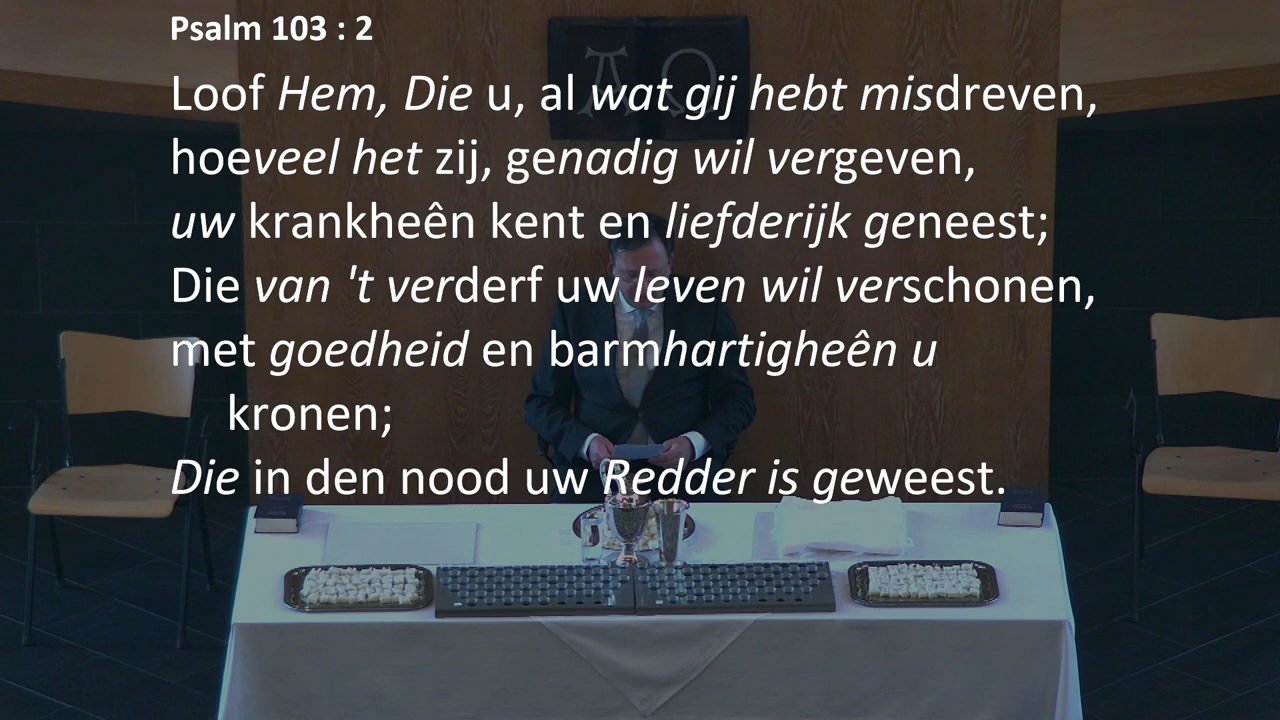 Psalm 103 : 2
Loof Hem, Die u, al wat gij hebt misdreven,
hoeveel het zij, genadig wil vergeven,
uw krankheên kent en liefderijk geneest;
Die van 't verderf uw leven wil verschonen,
met goedheid en barmhartigheên u
kronen;
Die in den nood uw Redder is geweest.
Α Ω